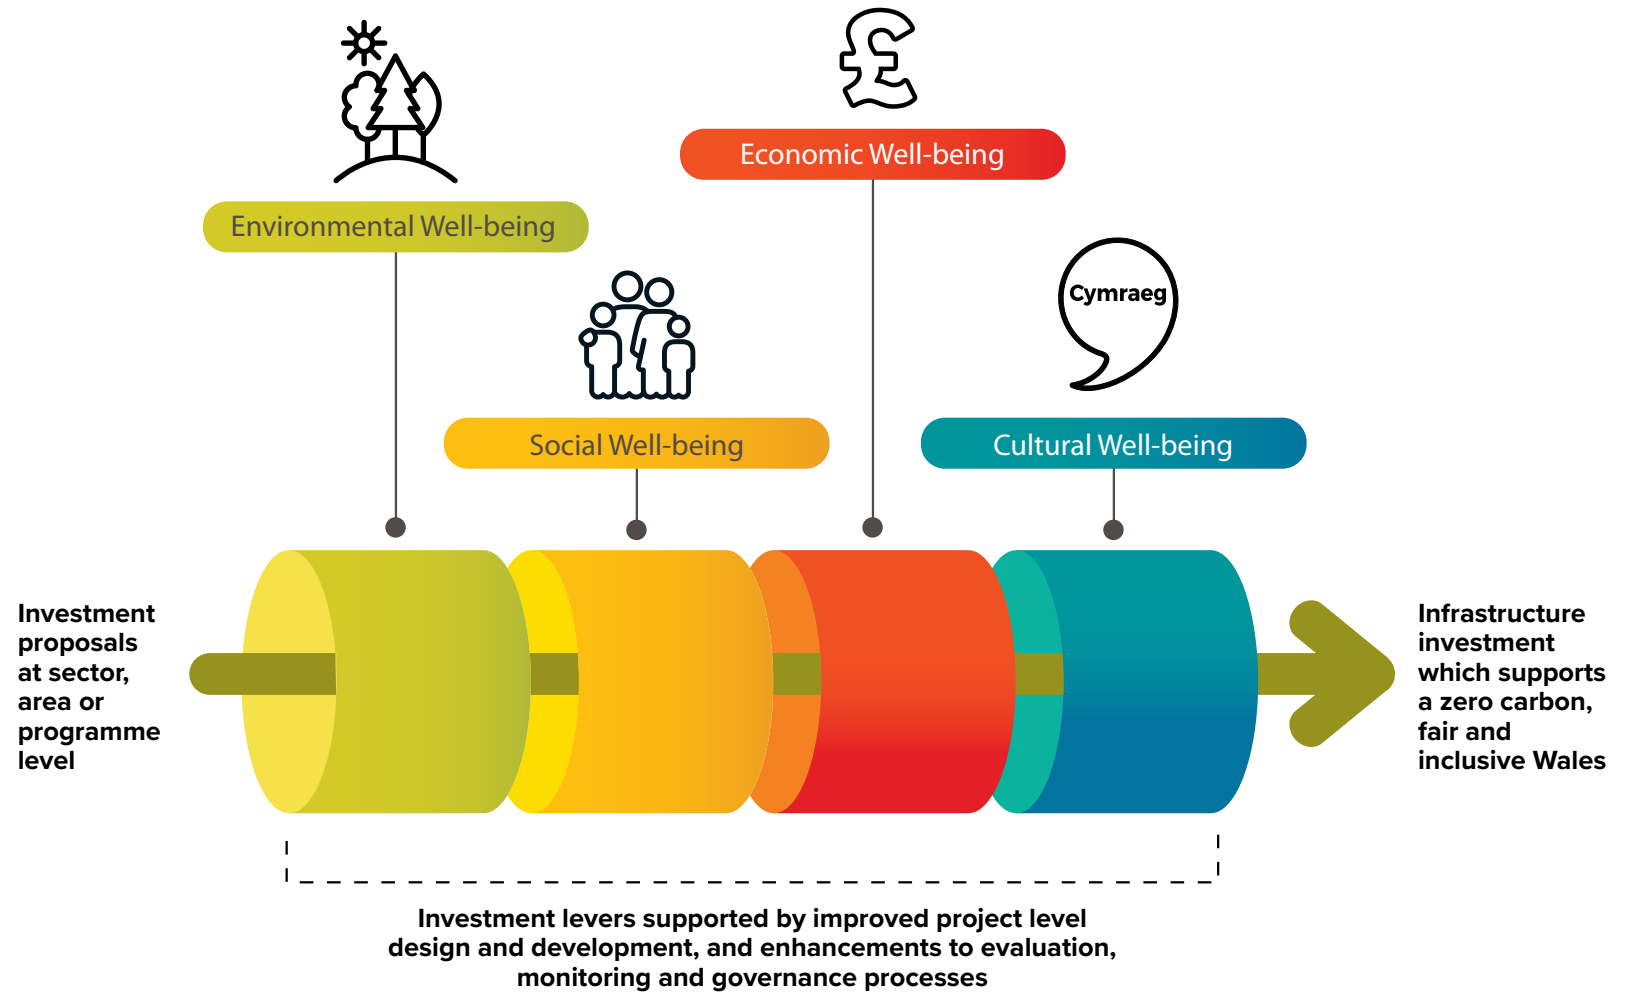 Economic Well-being
Environmental Well-being
Cymraeg
Social Well-being
Cultural Well-being
Investment
proposals
at sector,
area or
programme
level
Infrastructure
investment
which supports
a zero carbon,
fair and
inclusive Wales
Investment levers supported by improved project level
design and development, and enhancements to evaluation,
monitoring and governance processes